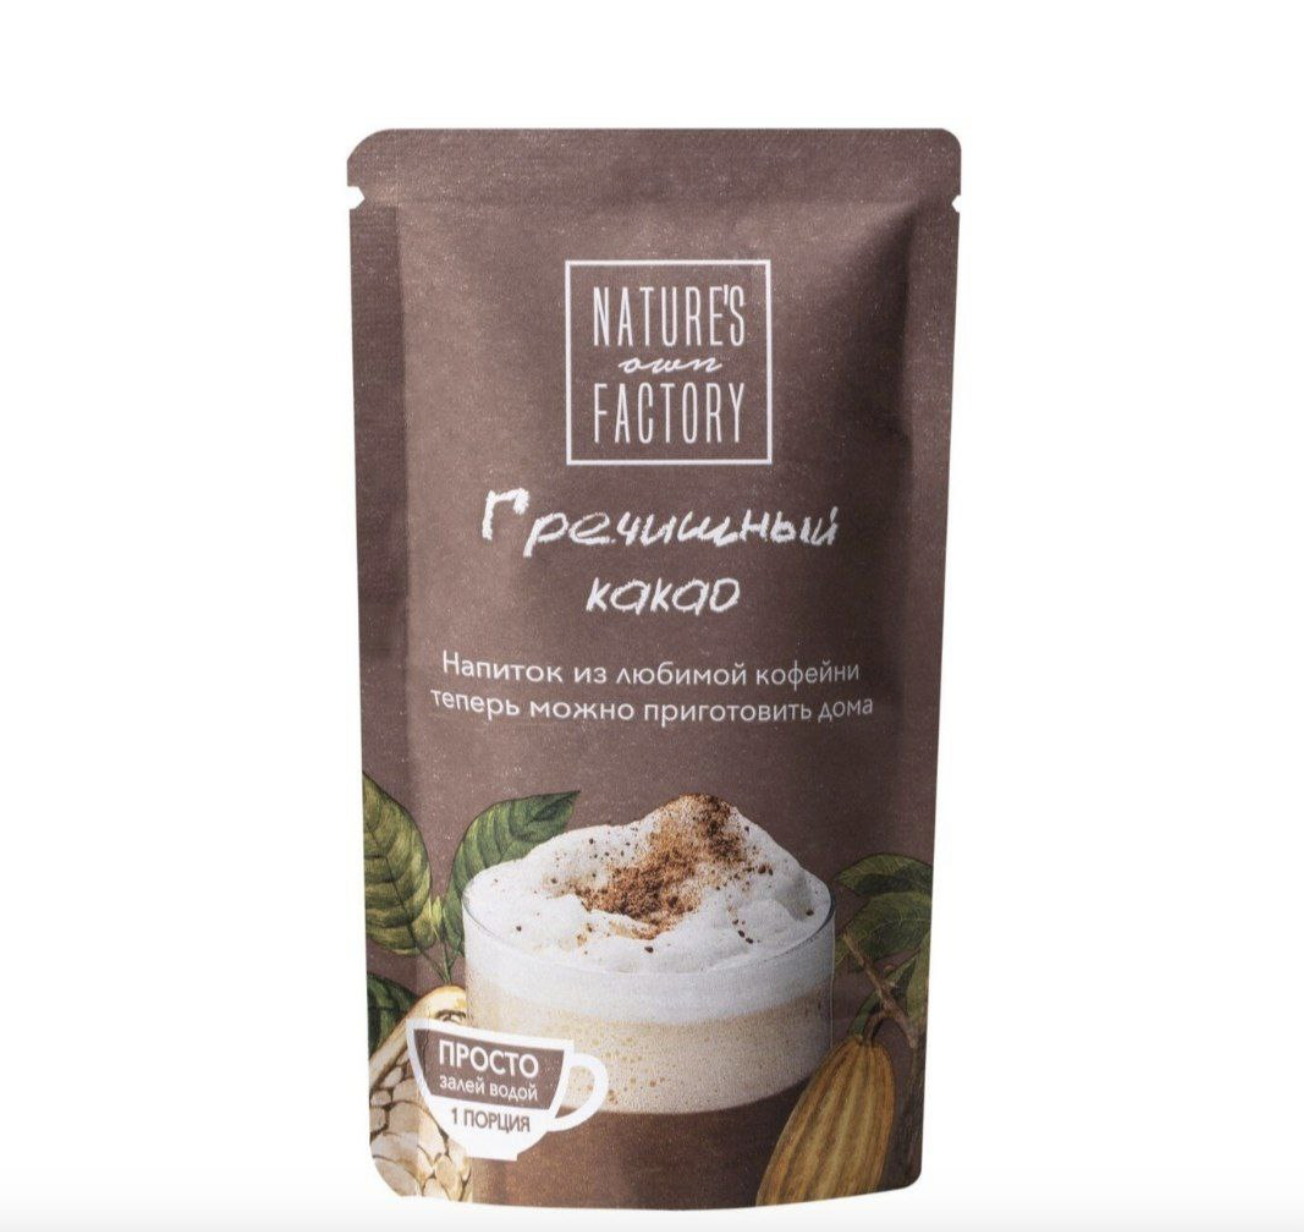 NATURE'S
own
FACTORY
Гречишный
какао
Напиток из любимой кофейни
теперь можно приготовить дома
ПРОСТО
залей водой
1 ПОРЦИЯ